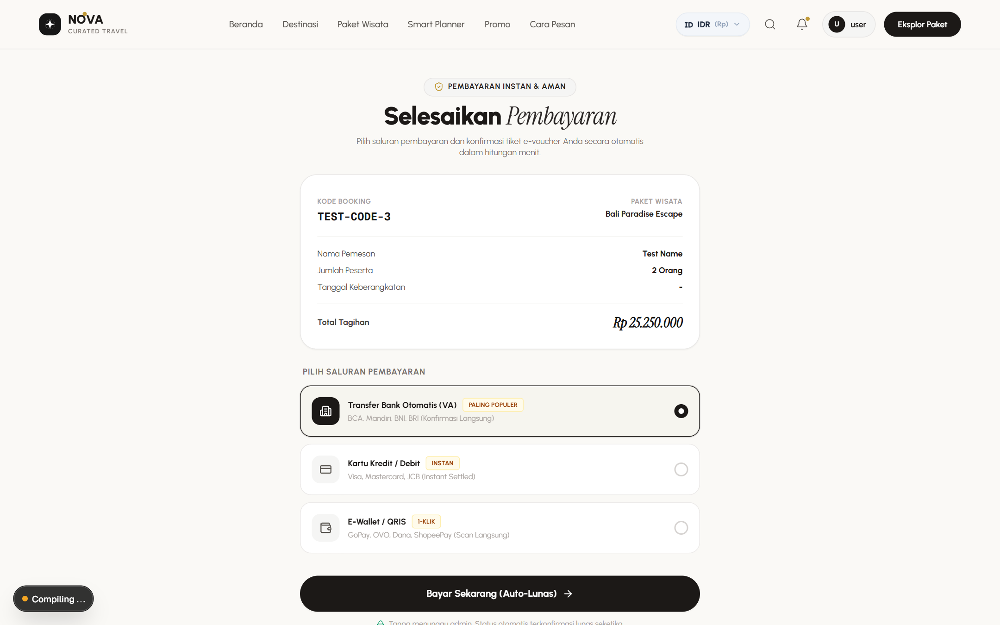 NOVA
CURATED TRAVEL
Beranda
Destinasi
Paket Wisata
Smart Planner
Promo
Cara Pesan
ID IDR (Rp)
U user
Eksplor Paket
PEMBAYARAN INSTAN & AMAN
Selesaikan Pembayaran
Pilih saluran pembayaran dan konfirmasi tiket e-voucher Anda secara otomatis
dalam hitungan menit.
KODE BOOKING
PAKET WISATA
TEST-CODE-3
Bali Paradise Escape
Nama Pemesan
Test Name
Jumlah Peserta
2 Orang
Tanggal Keberangkatan
-
Total Tagihan
Rp 25.250.000
PILIH SALURAN PEMBAYARAN
Transfer Bank Otomatis (VA)
PALING POPULER
BCA, Mandiri, BNI, BRI (Konfirmasi Langsung)
Kartu Kredit / Debit
INSTAN
Visa, Mastercard, JCB (Instant Settled)
E-Wallet / QRIS
1-KLIK
GoPay, OVO, Dana, ShopeePay (Scan Langsung)
Bayar Sekarang (Auto-Lunas)
Compiling ...
Tanpa menunggu admin. Status otomatis terkonfirmasi lunas seketika.